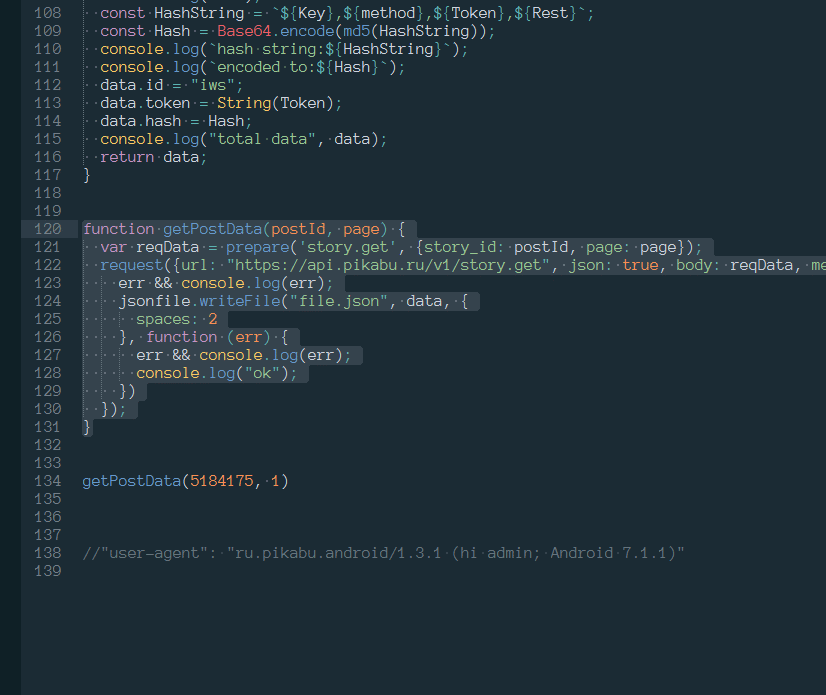 108 const HashString = `${Key},${method},${Token},${Rest}`;
109 const Hash = Base64.encode(md5(HashString));
110 console.log(`hash string:${HashString}`);
111 console.log(`encoded to:${Hash}`);
112 data.id = "iws";
113 data.token = String(Token);
114 data.hash = Hash;
115 console.log("total data", data);
116 return data;
117 }
118
119
120 function getPostData(postId, page) {
121 var reqData = prepare('story.get', {story_id: postId, page: page});
122 request({url: "https://api.pikabu.ru/v1/story.get", json: true, body: reqData, me
123 err && console.log(err);
124 jsonfile.writeFile("file.json", data, {
125 spaces: 2
126 }, function (err) {
127 err && console.log(err);
128 console.log("ok");
129 })
130 });
131 }
132
133
134 getPostData(5184175, 1)
135
136
137
138 //"user-agent": "ru.pikabu.android/1.3.1 (hi admin; Android 7.1.1)"
139